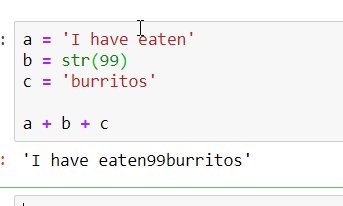 a = 'I have eaten'
b = str(99)
c = 'burritos'
a + b + c
'I have eaten99burritos'